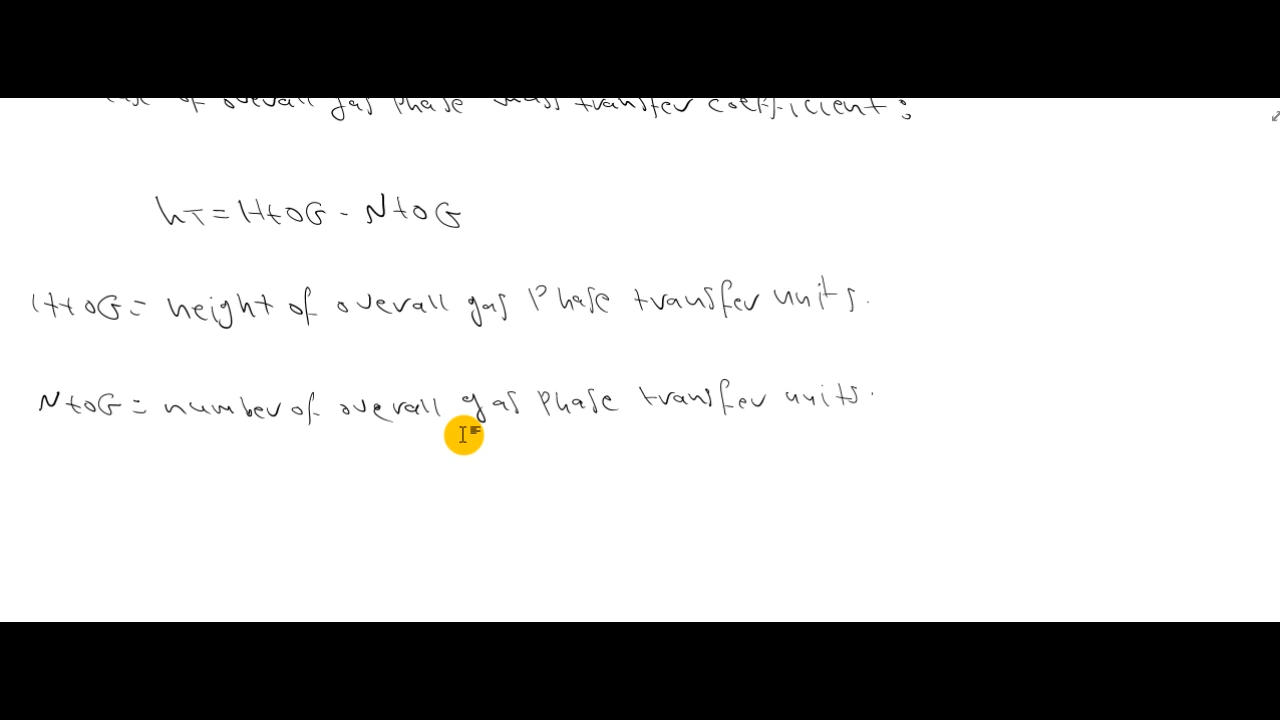 of overall gas phase mass transfer coefficient:
hT = HtoG - NtoG
HtoG = height of overall gas Phase transfer units.
NtoG = number of overall gas phase transfer units.